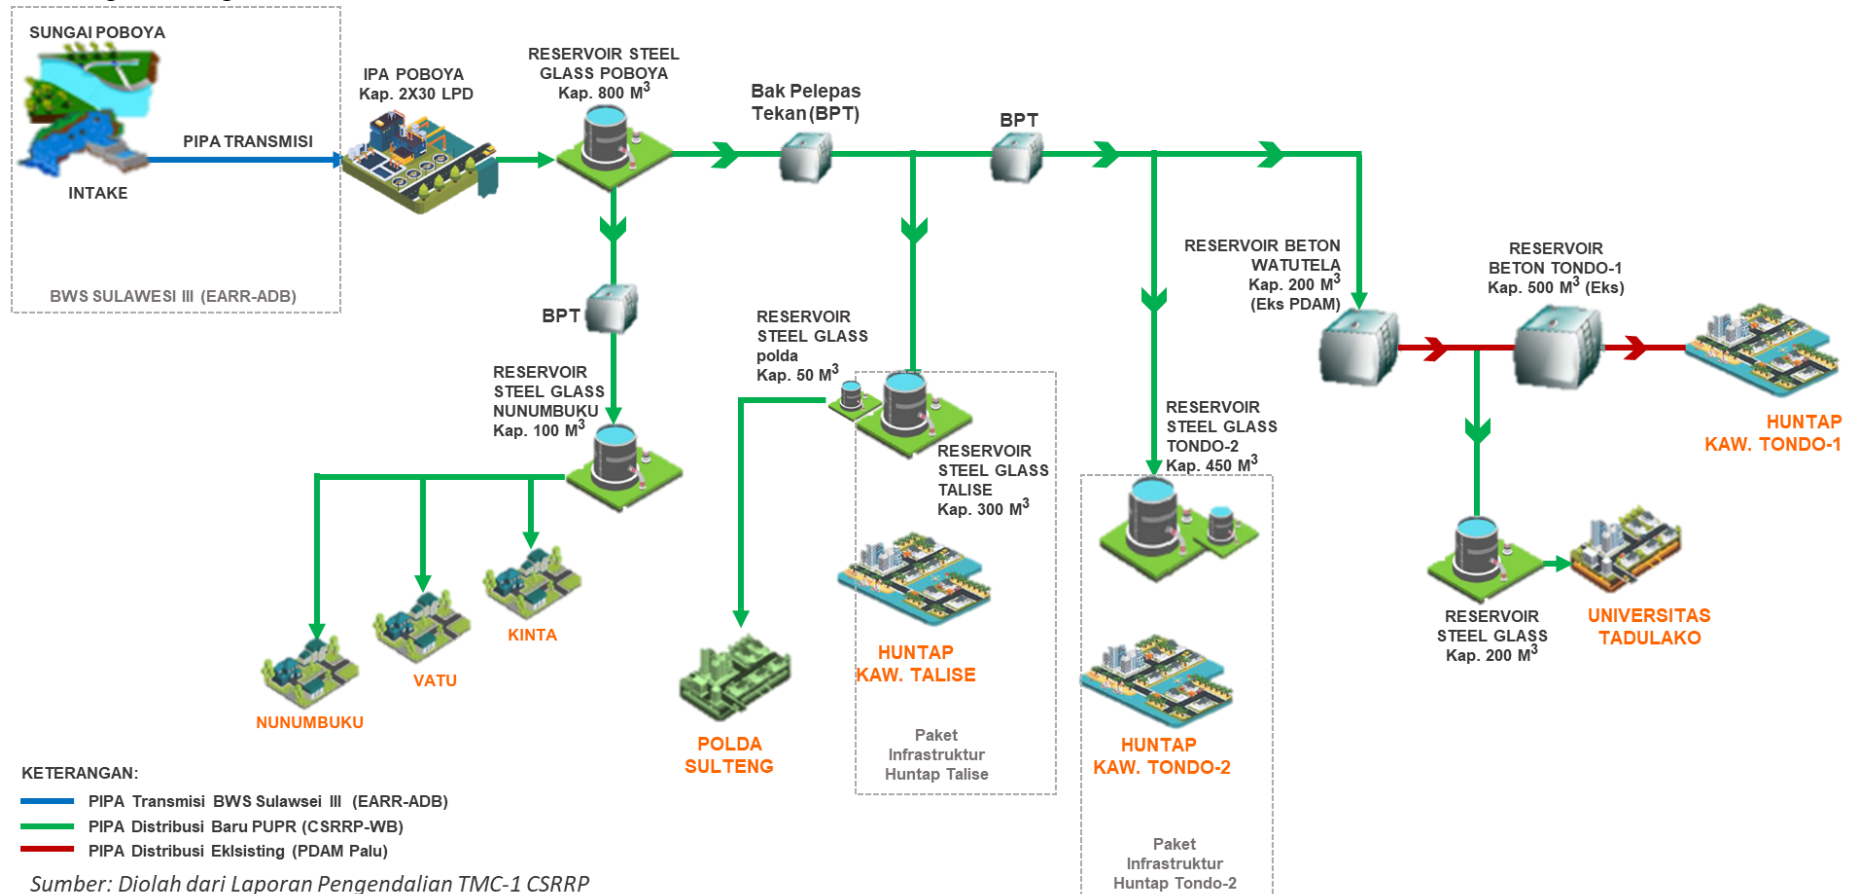 SUNGAI POBOYA
PIPA TRANSMISI
INTAKE
BWS SULAWESI III (EARR-ADB)
IPA POBOYA
Kap. 2X30 LPD
RESERVOIR STEEL
GLASS POBOYA
Kap. 800 M³
Bak Pelepas
Tekan (BPT)
BPT
BPT
RESERVOIR
STEEL GLASS
NUNUMBUKU
Kap. 100 M³
KINTA
VATU
NUNUMBUKU
RESERVOIR
STEEL GLASS
polda
Kap. 50 M³
POLDA
SULTENG
RESERVOIR
STEEL GLASS
TALISE
Kap. 300 M³
HUNTAP
KAW. TALISE
Paket
Infrastruktur
Huntap Talise
RESERVOIR
STEEL GLASS
TONDO-2
Kap. 450 M³
HUNTAP
KAW. TONDO-2
Paket
Infrastruktur
Huntap Tondo-2
RESERVOIR BETON
WATUTELA
Kap. 200 M³
(Eks PDAM)
RESERVOIR
BETON TONDO-1
Kap. 500 M³ (Eks)
HUNTAP
KAW. TONDO-1
RESERVOIR
STEEL GLASS
Kap. 200 M³
UNIVERSITAS
TADULAKO
KETERANGAN:
PIPA Transmisi BWS Sulawsei III (EARR-ADB)
PIPA Distribusi Baru PUPR (CSRRP-WB)
PIPA Distribusi EkIsisting (PDAM Palu)
Sumber: Diolah dari Laporan Pengendalian TMC-1 CSRRP